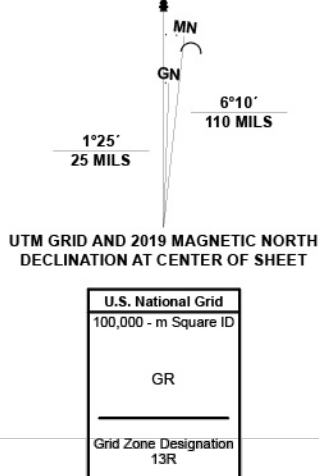 MN
GN
6°10´
110 MILS
1°25´
25 MILS
UTM GRID AND 2019 MAGNETIC NORTH
DECLINATION AT CENTER OF SHEET
U.S. National Grid
100,000 - m Square ID
GR
Grid Zone Designation
13R